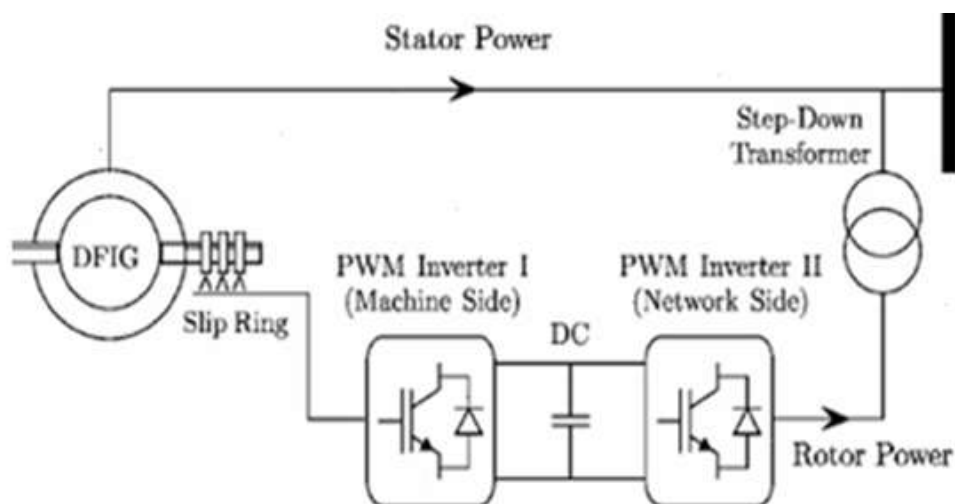 Stator Power
Step-Down
Transformer
DFIG
Slip Ring
PWM Inverter I
(Machine Side)
PWM Inverter II
(Network Side)
DC
Rotor Power